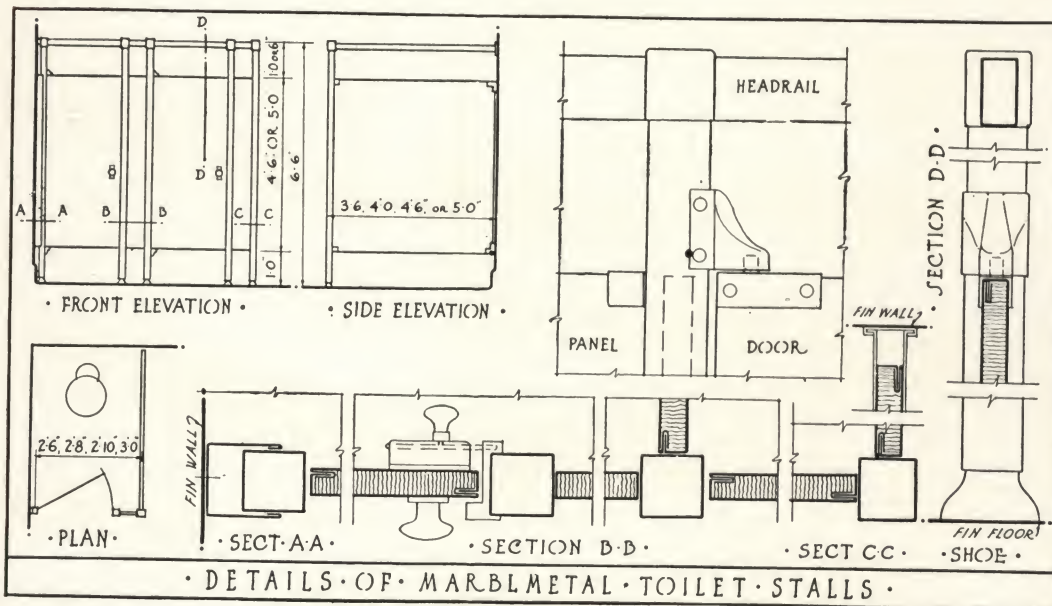 D.
D.
A A
B B
C C
1'0 OR 6"
4'6" OR 5'0
1'0"
6'6"
· FRONT ELEVATION ·
3'6, 4'0, 4'6", OR 5'0"
· SIDE ELEVATION ·
HEADRAIL
PANEL
DOOR
FIN WALL
· SECTION D·D ·
2'6", 2'8", 2'10", 3'0"
· PLAN ·
FIN WALL
· SECT·A·A
· SECTION B·B
· SECT C·C ·
FIN FLOOR
· SHOE ·
· DETAILS · OF · MARBLMETAL · TOILET · STALLS ·